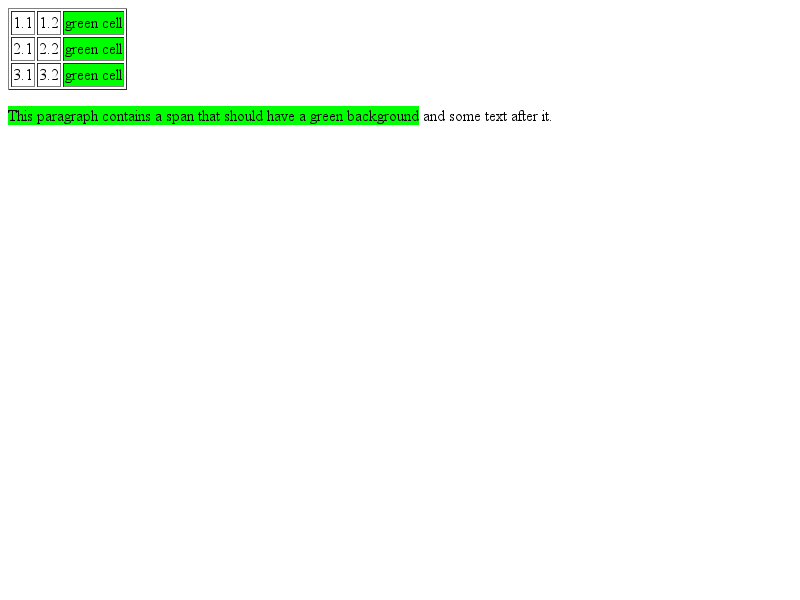 1.1 1.2 green cell
2.1 2.2 green cell
3.1 3.2 green cell
This paragraph contains a span that should have a green background and some text after it.